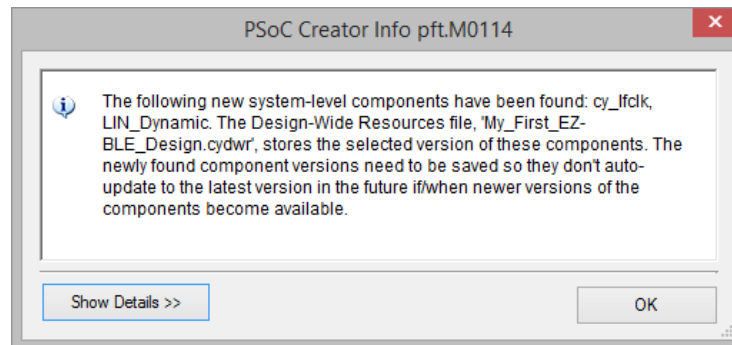 PSoC Creator Info pft.M0114
The following new system-level components have been found: cy_lfclk,
LIN_Dynamic. The Design-Wide Resources file, 'My_First_EZ-
BLE_Design.cydwr', stores the selected version of these components. The
newly found component versions need to be saved so they don't auto-
update to the latest version in the future if/when newer versions of the
components become available.
Show Details >>
OK